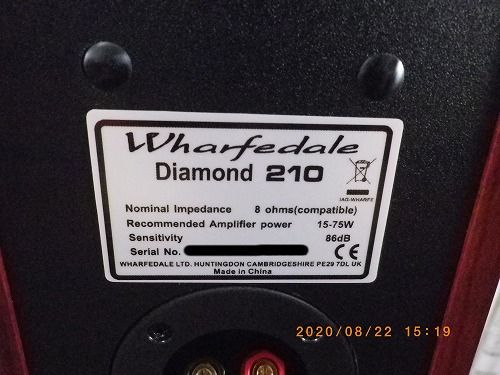 Wharfedale
Diamond 210
IAG-WHARFE
Nominal Impedance 8 ohms(compatible)
Recommended Amplifier power 15-75W
Sensitivity 86dB
Serial No. CE
WHARFEDALE LTD. HUNTINGDON CAMBRIDGESHIRE PE29 7DL UK
Made in China
2020/08/22 15:19